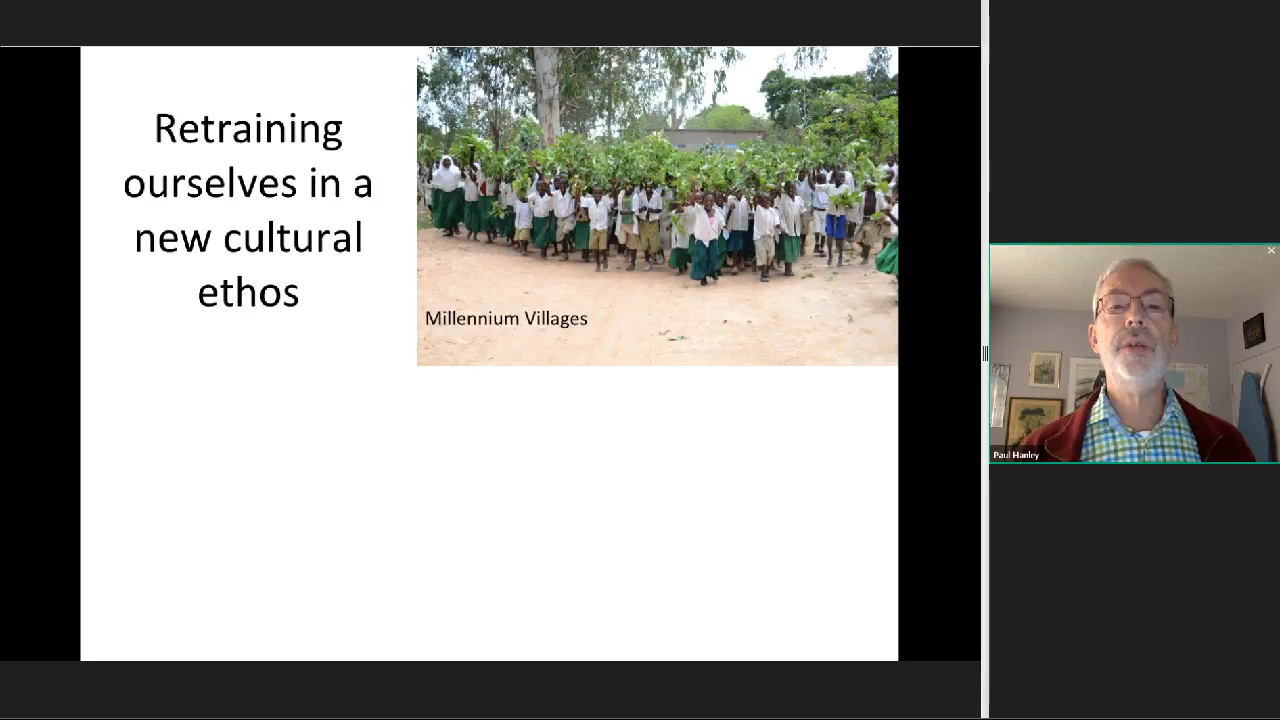 Retraining
ourselves in a
new cultural
ethos
Millennium Villages
Paul Hanley